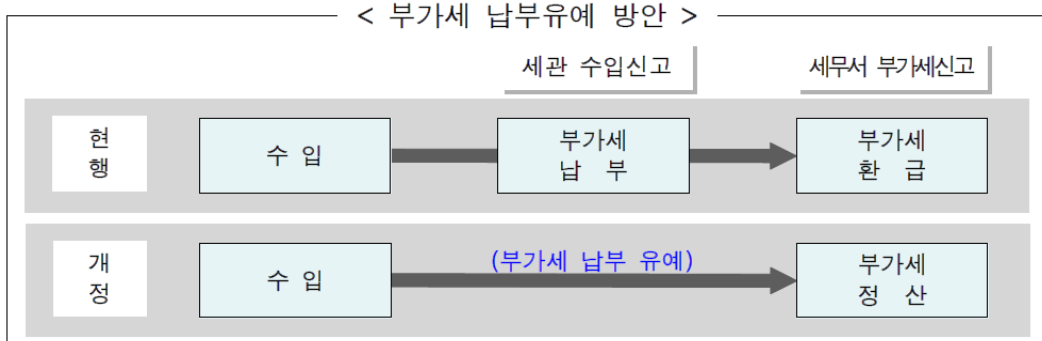 < 부가세 납부유예 방안 >
세관 수입신고
세무서 부가세신고
현
행
수 입
부가세
납 부
부가세
환 급
개
정
수 입
(부가세 납부 유예)
부가세
정 산